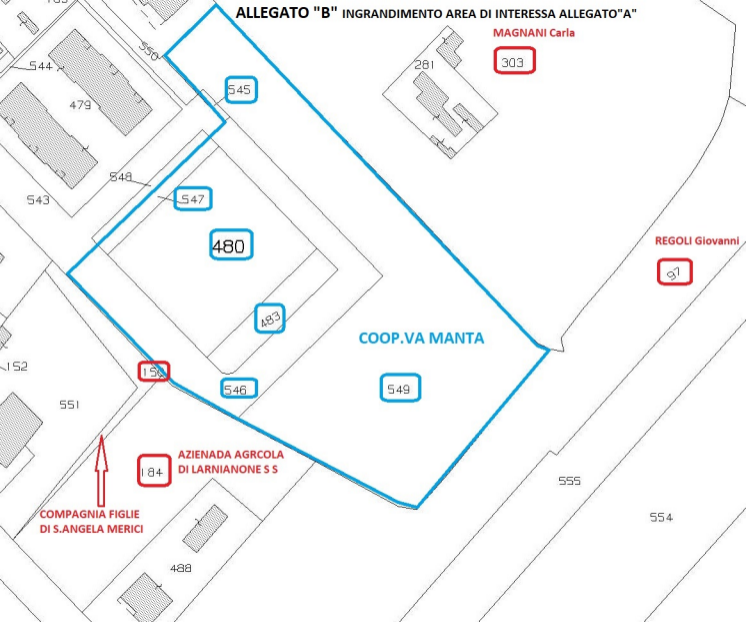 ALLEGATO "B" INGRANDIMENTO AREA DI INTERESSA ALLEGATO"A"
MAGNANI Carla
303
281
550
544
545
479
548
547
543
480
REGOLI Giovanni
97
483
COOP.VA MANTA
152
546
549
551
184
AZIENADA AGRCOLA
DI LARNIANONE S S
555
COMPAGNIA FIGLIE
DI S.ANGELA MERICI
554
488